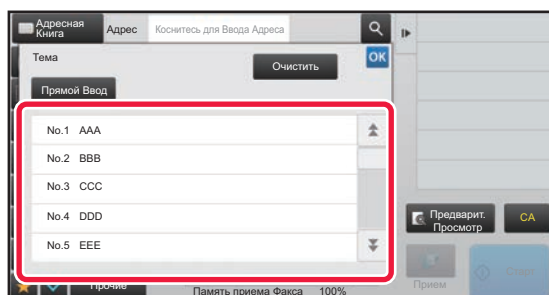 Адресная
Книга
Адрес
Коснитесь для Ввода Адреса
Тема
Очистить
OK
Прямой Ввод
No.1 AAA
No.2 BBB
No.3 CCC
No.4 DDD
No.5 EEE
Предварит.
Просмотр
CA
Прочие
Память приема Факса 100%
Прием
Старт